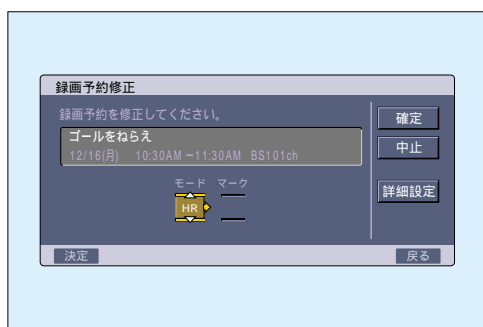 録画予約修正
録画予約を修正してください。
ゴールをねらえ
12/16(月) 10:30AM－11:30AM BS101ch
モード マーク
HR
確定
中止
詳細設定
決定
戻る